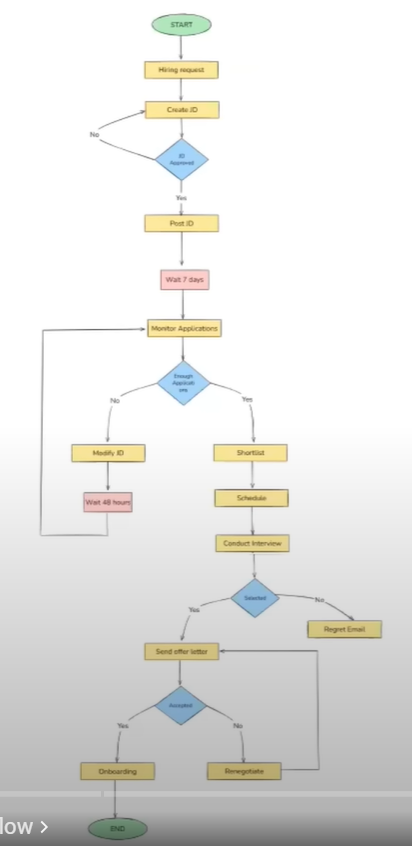 START
Hiring request
Create JD
No
JD
Approved
Yes
Post JD
Wait 7 days
Monitor Applications
Enough
Applicati
ons
No
Yes
Modify JD
Shortlist
Wait 48 hours
Schedule
Conduct Interview
Selected
Yes
No
Regret Email
Send offer letter
Accepted
Yes
No
Onboarding
Renegotiate
low >
END